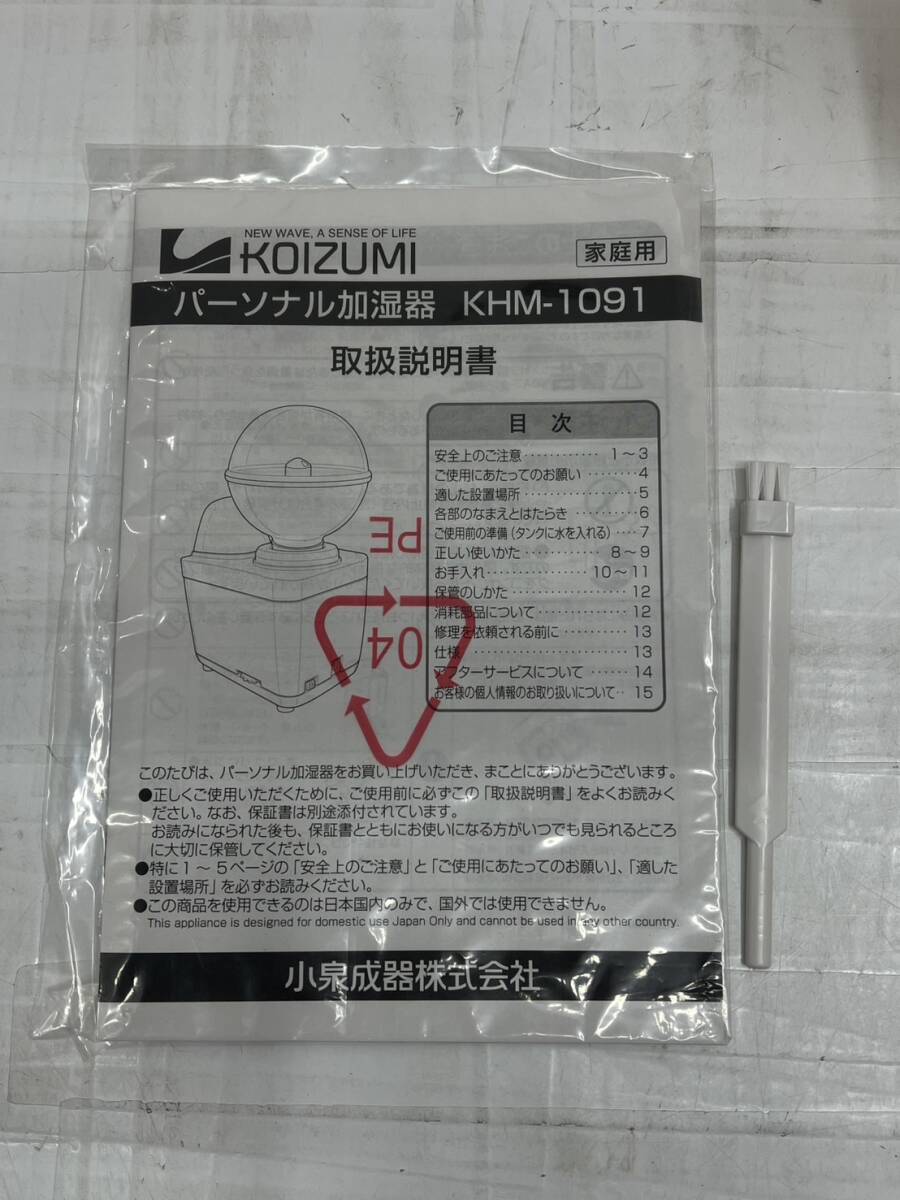 NEW WAVE, A SENSE OF LIFE
KOIZUMI
家庭用
パーソナル加湿器 KHM-1091
取扱説明書
目次
安全上のご注意 ············ 1～3
ご使用にあたってのお願い ········ 4
適した設置場所 ················· 5
各部のなまえとはたらき ·········· 6
ご使用前の準備(タンクに水を入れる) ···· 7
正しい使いかた ············· 8～9
お手入れ ················ 10～11
保管のしかた ·················· 12
消耗部品について ·············· 12
修理を依頼される前に ··········· 13
仕様 ························· 13
アフターサービスについて ······ 14
お客様の個人情報のお取り扱いについて ·· 15
PE
04
このたびは、パーソナル加湿器をお買い上げいただき、まことにありがとうございます。
●正しくご使用いただくために、ご使用前に必ずこの「取扱説明書」をよくお読みく
ださい。なお、保証書は別途添付されています。
お読みになられた後も、保証書とともにお使いになる方がいつでも見られるところ
に大切に保管してください。
●特に1～5ページの「安全上のご注意」と「ご使用にあたってのお願い」、「適した
設置場所」を必ずお読みください。
●この商品を使用できるのは日本国内のみで、国外では使用できません。
This appliance is designed for domestic use Japan Only and cannot be used in any other country.
小泉成器株式会社